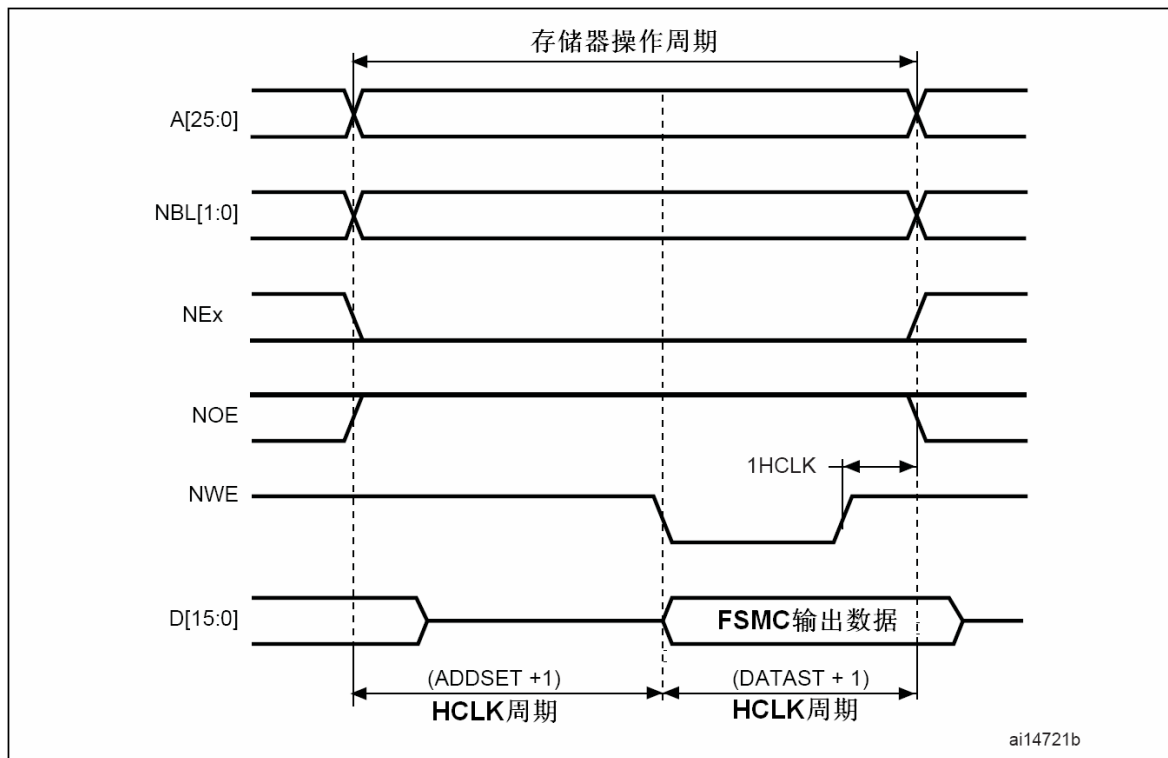 存储器操作周期
A[25:0]
NBL[1:0]
NEx
NOE
1HCLK
NWE
D[15:0]
FSMC输出数据
(ADDSET +1)
HCLK周期
(DATAST + 1)
HCLK周期
ai14721b